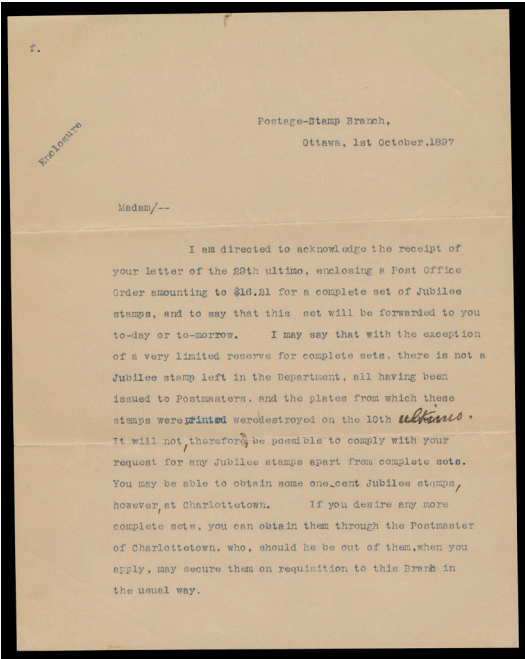 f.
Enclosure
Postage-Stamp Branch,
Ottawa, 1st October, 1897
Madam/--
I am directed to acknowledge the receipt of
your letter of the 29th ultimo, enclosing a Post Office
Order amounting to $16.21 for a complete set of Jubilee
stamps, and to say that this set will be forwarded to you
to-day or to-morrow. I may say that with the exception
of a very limited reserve for complete sets, there is not a
Jubilee stamp left in the Department, all having been
issued to Postmasters, and the plates from which these
stamps were printed weredestroyed on the 10th ultimo.
It will not, therefore, be possible to comply with your
request for any Jubilee stamps apart from complete sets.
You may be able to obtain some one-cent Jubilee stamps,
however, at Charlottetown. If you desire any more
complete sets, you can obtain them through the Postmaster
of Charlottetown, who, should he be out of them,when you
apply, may secure them on requisition to this Branh in
the usual way.